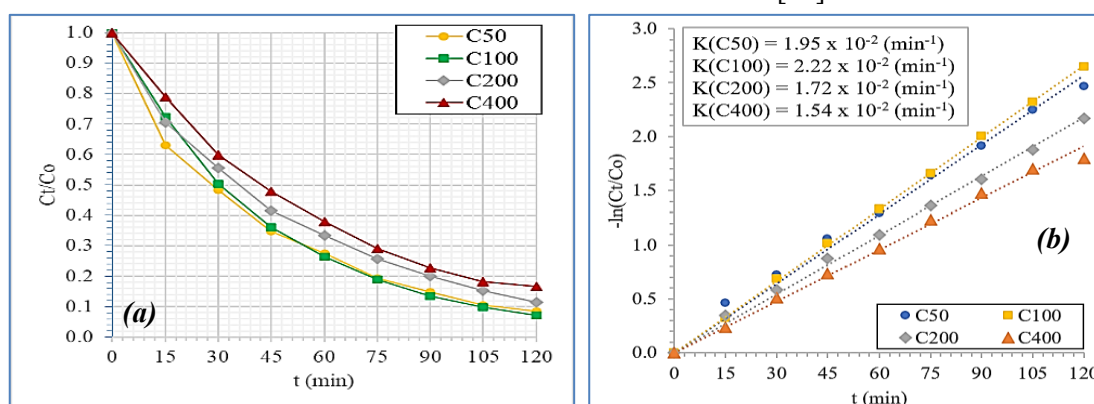 1.0
0.9
0.8
0.7
0.6
0.5
0.4
0.3
0.2
0.1
0.0
Ct/Co
C50
C100
C200
C400
(a)
0 15 30 45 60 75 90 105 120
t (min)
3.0
2.5
2.0
1.5
1.0
0.5
0.0
-ln(Ct/Co)
K(C50) = 1.95 x 10⁻² (min⁻¹)
K(C100) = 2.22 x 10⁻² (min⁻¹)
K(C200) = 1.72 x 10⁻² (min⁻¹)
K(C400) = 1.54 x 10⁻² (min⁻¹)
(b)
C50 C100
C200 C400
0 15 30 45 60 75 90 105 120
t (min)